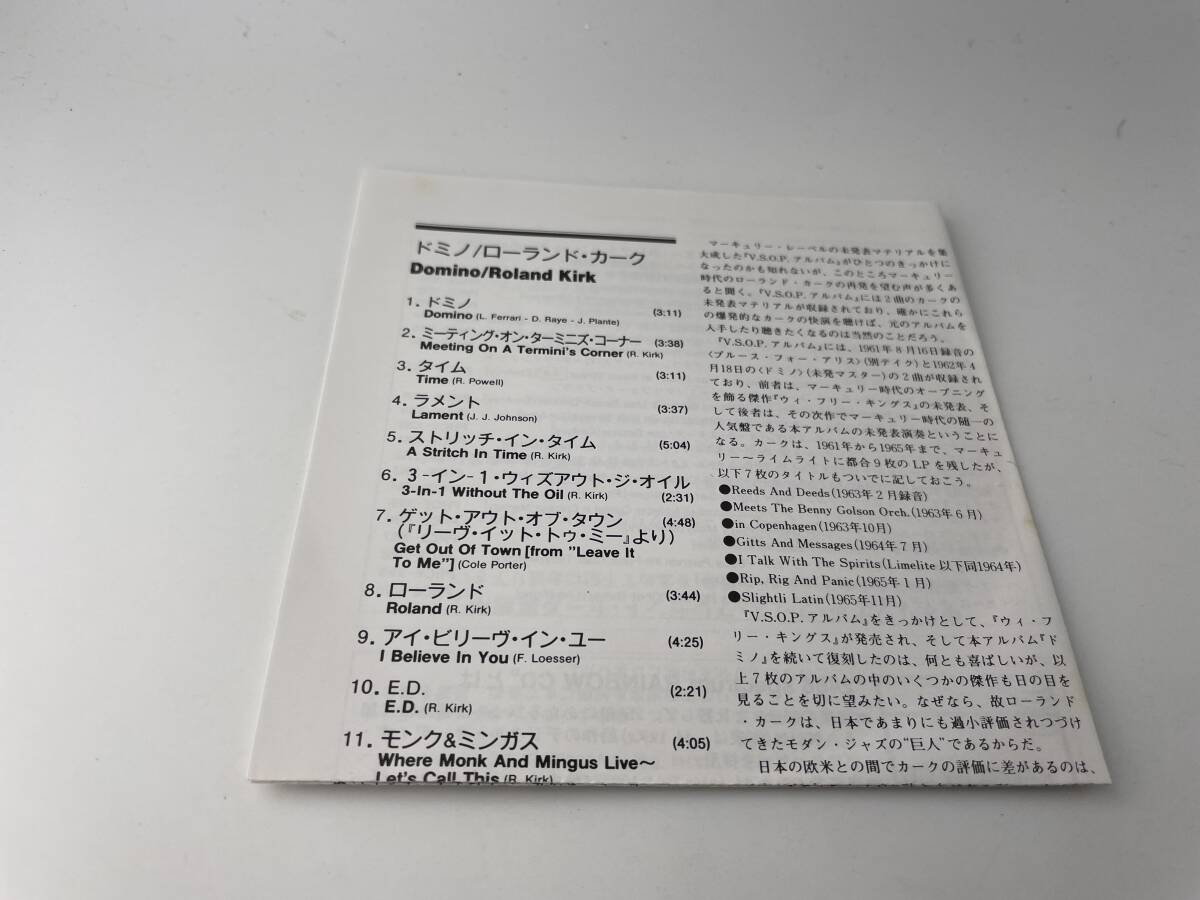 ドミノ/ローランド・カーク
Domino/Roland Kirk
1. ドミノ
Domino (L. Ferrari - D. Raye - J. Plante) (3:11)
2. ミーティング・オン・ターミニズ・コーナー (3:38)
Meeting On A Termini's Corner (R. Kirk)
3. タイム (3:11)
Time (R. Powell)
4. ラメント (3:37)
Lament (J. J. Johnson)
5. ストリッチ・イン・タイム (5:04)
A Stritch In Time (R. Kirk)
6. 3-イン-1・ウィズアウト・ジ・オイル
3-In-1 Without The Oil (R. Kirk) (2:31)
7. ゲット・アウト・オブ・タウン (4:48)
(『リーヴ・イット・トゥ・ミー』より)
Get Out Of Town [from "Leave It
To Me"] (Cole Porter)
8. ローランド (3:44)
Roland (R. Kirk)
9. アイ・ビリーヴ・イン・ユー (4:25)
I Believe In You (F. Loesser)
10. E.D. (2:21)
E.D. (R. Kirk)
11. モンク&ミンガス (4:05)
Where Monk And Mingus Live～
Let's Call This (R. Kirk)
マーキュリー・レーベルの未発表マテリアルを集
大成した『V.S.O.P. アルバム』がひとつのきっかけに
なったのかも知れないが、このところマーキュリー
時代のローランド・カークの再発を望む声が多くあ
ると聞く。『V.S.O.P. アルバム』には2曲のカークの
未発表マテリアルが収録されており、確かにこれら
の爆発的なカークの快演を聴けば、元のアルバムを
入手したり聴きたくなるのは当然のことだろう。
『V.S.O.P. アルバム』には、1961年8月16日録音の
〈ブルース・フォー・アリス〉(別テイク)と1962年4
月18日の〈ドミノ〉(未発マスター)の2曲が収録され
ており、前者は、マーキュリー時代のオープニング
を飾る傑作『ウィ・フリー・キングス』の未発表、そ
して後者は、その次作でマーキュリー時代の随一の
人気盤である本アルバムの未発表演奏ということに
なる。カークは、1961年から1965年まで、マーキュ
リー～ライムライトに都合9枚のLPを残したが、
以下7枚のタイトルもついでに記しておこう。
●Reeds And Deeds(1963年2月録音)
●Meets The Benny Golson Orch.(1963年6月)
●in Copenhagen(1963年10月)
●Gitts And Messages(1964年7月)
●I Talk With The Spirits(Limelite 以下同1964年)
●Rip, Rig And Panic(1965年1月)
●Slightli Latin(1965年11月)
『V.S.O.P. アルバム』をきっかけとして、『ウィ・フ
リー・キングス』が発売され、そして本アルバム『ド
ミノ』を続いて復刻したのは、何とも喜ばしいが、以
上7枚のアルバムの中のいくつかの傑作も日の目を
見ることを切に望みたい。なぜなら、故ローランド
・カークは、日本であまりにも過小評価されつづけ
てきたモダン・ジャズの"巨人"であるからだ。
日本の欧米との間でカークの評価に差があるのは、